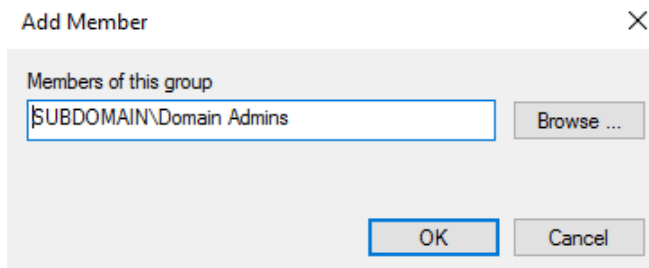 Add Member
Members of this group
SUBDOMAIN\Domain Admins
Browse ...
OK
Cancel